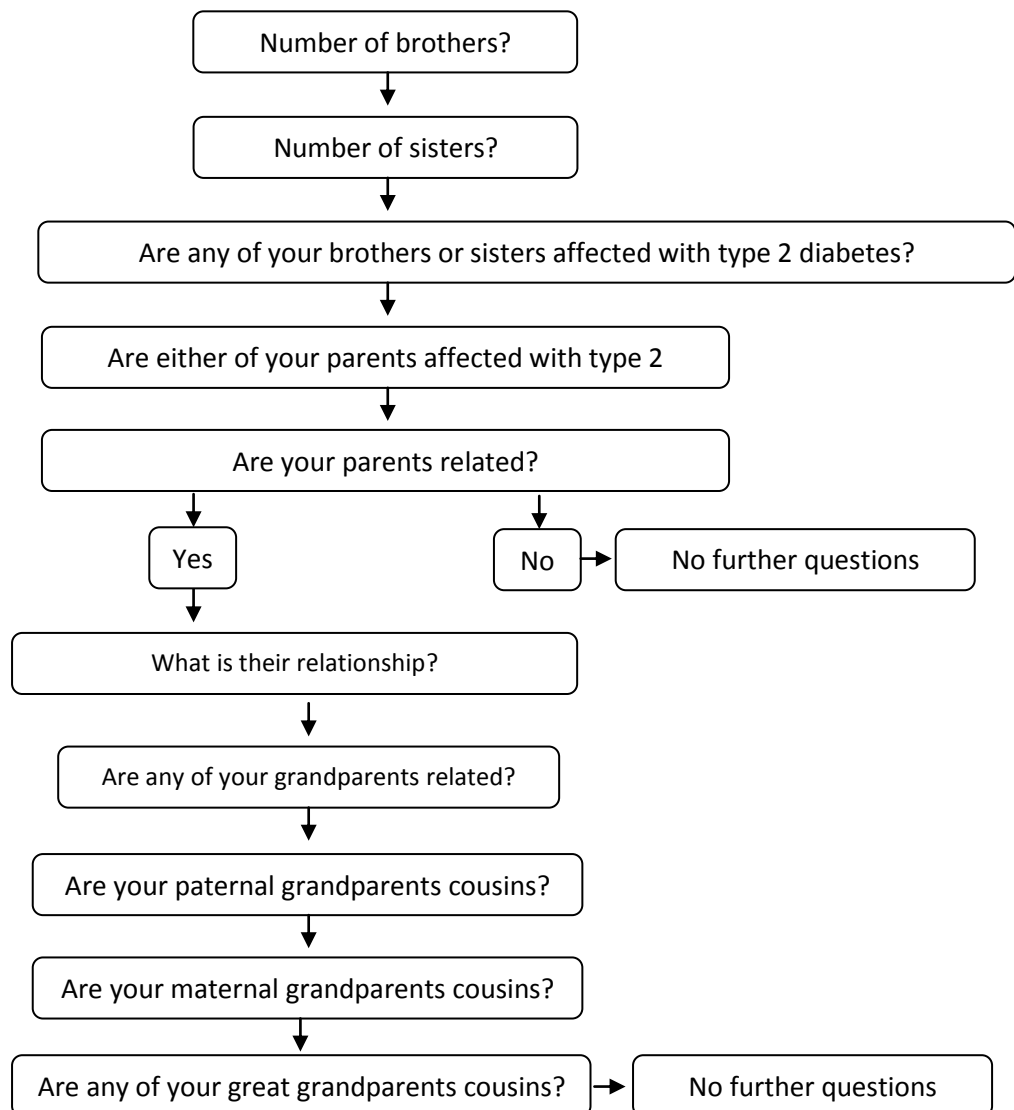 Number of brothers?
Number of sisters?
Are any of your brothers or sisters affected with type 2 diabetes?
Are either of your parents affected with type 2
Are your parents related?
Yes
No
No further questions
What is their relationship?
Are any of your grandparents related?
Are your paternal grandparents cousins?
Are your maternal grandparents cousins?
Are any of your great grandparents cousins?
No further questions